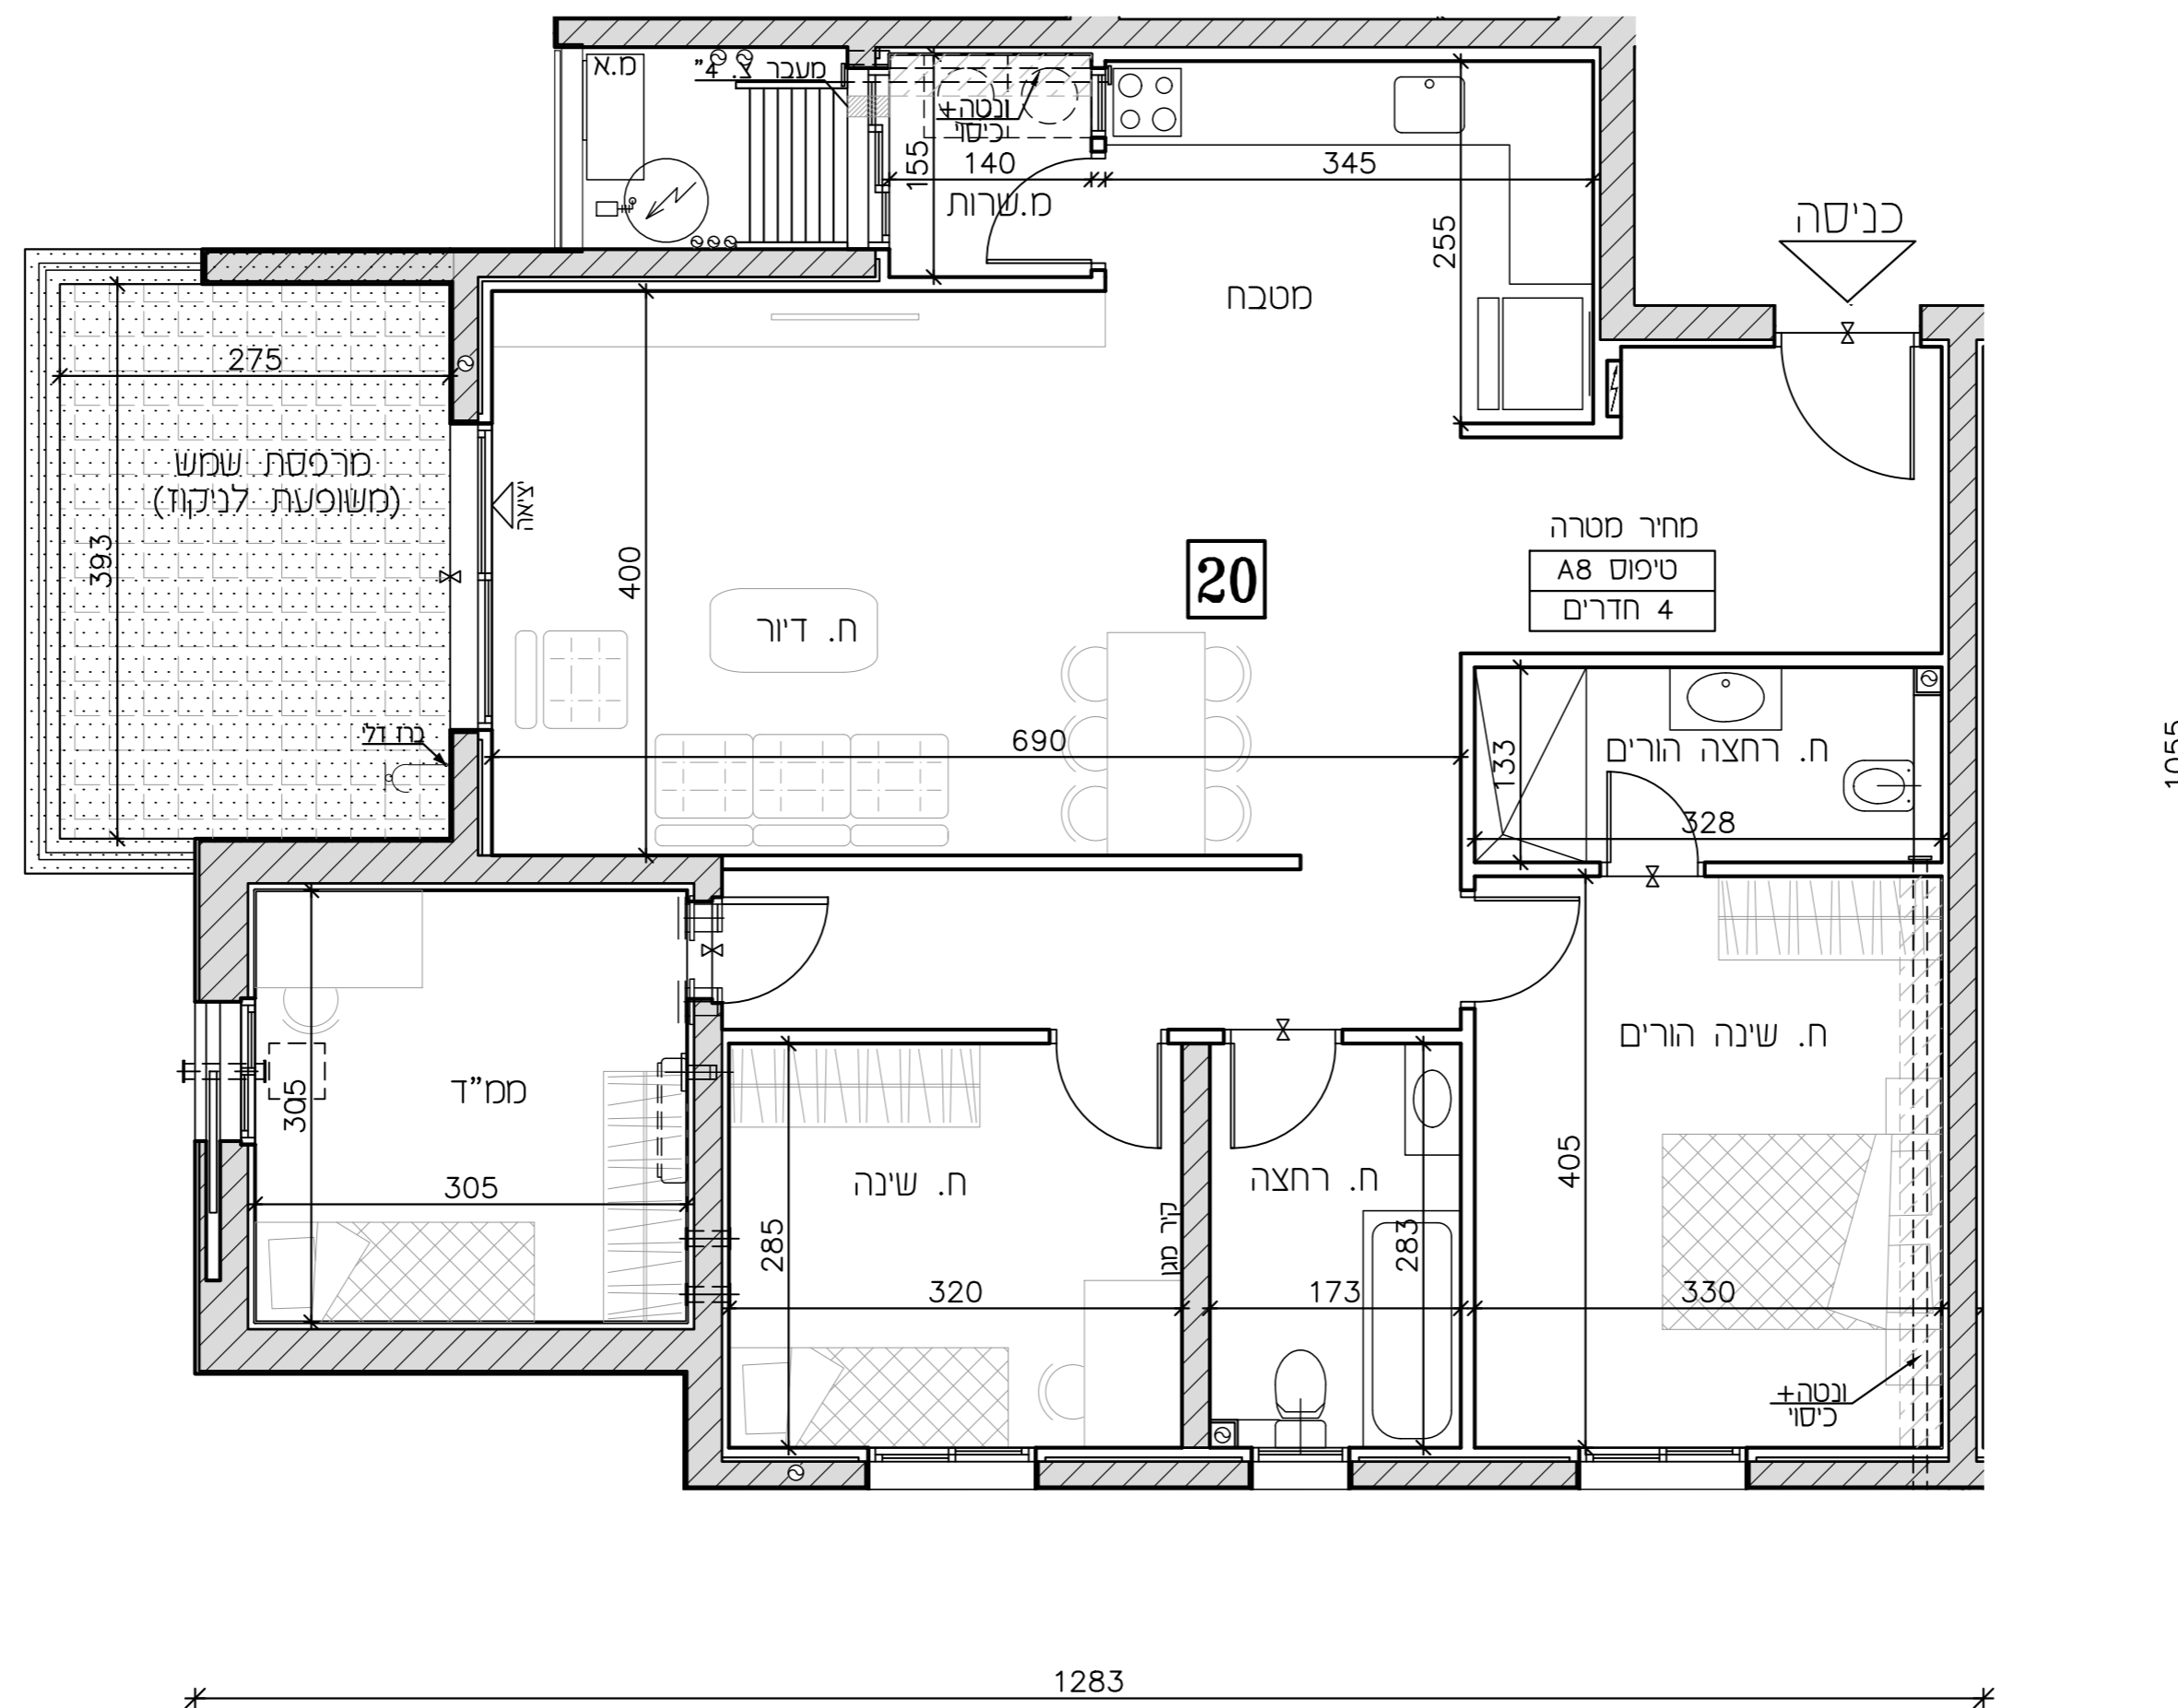 מ.א
מעבר צ. 4"
ונטה+
כיסוי
155
140
345
מ.שרות
255
כניסה
מטבח
275
מרפסת שמש
(משופעת לניקוז)
393
יציאה
400
20
מחיר מטרה
טיפוס A8
4 חדרים
ח. דיור
ברז דלי
690
133
ח. רחצה הורים
328
1055
ממ"ד
305
305
ח. שינה
285
320
קיר מגן
ח. רחצה
283
173
ח. שינה הורים
405
330
ונטה+
כיסוי
1283